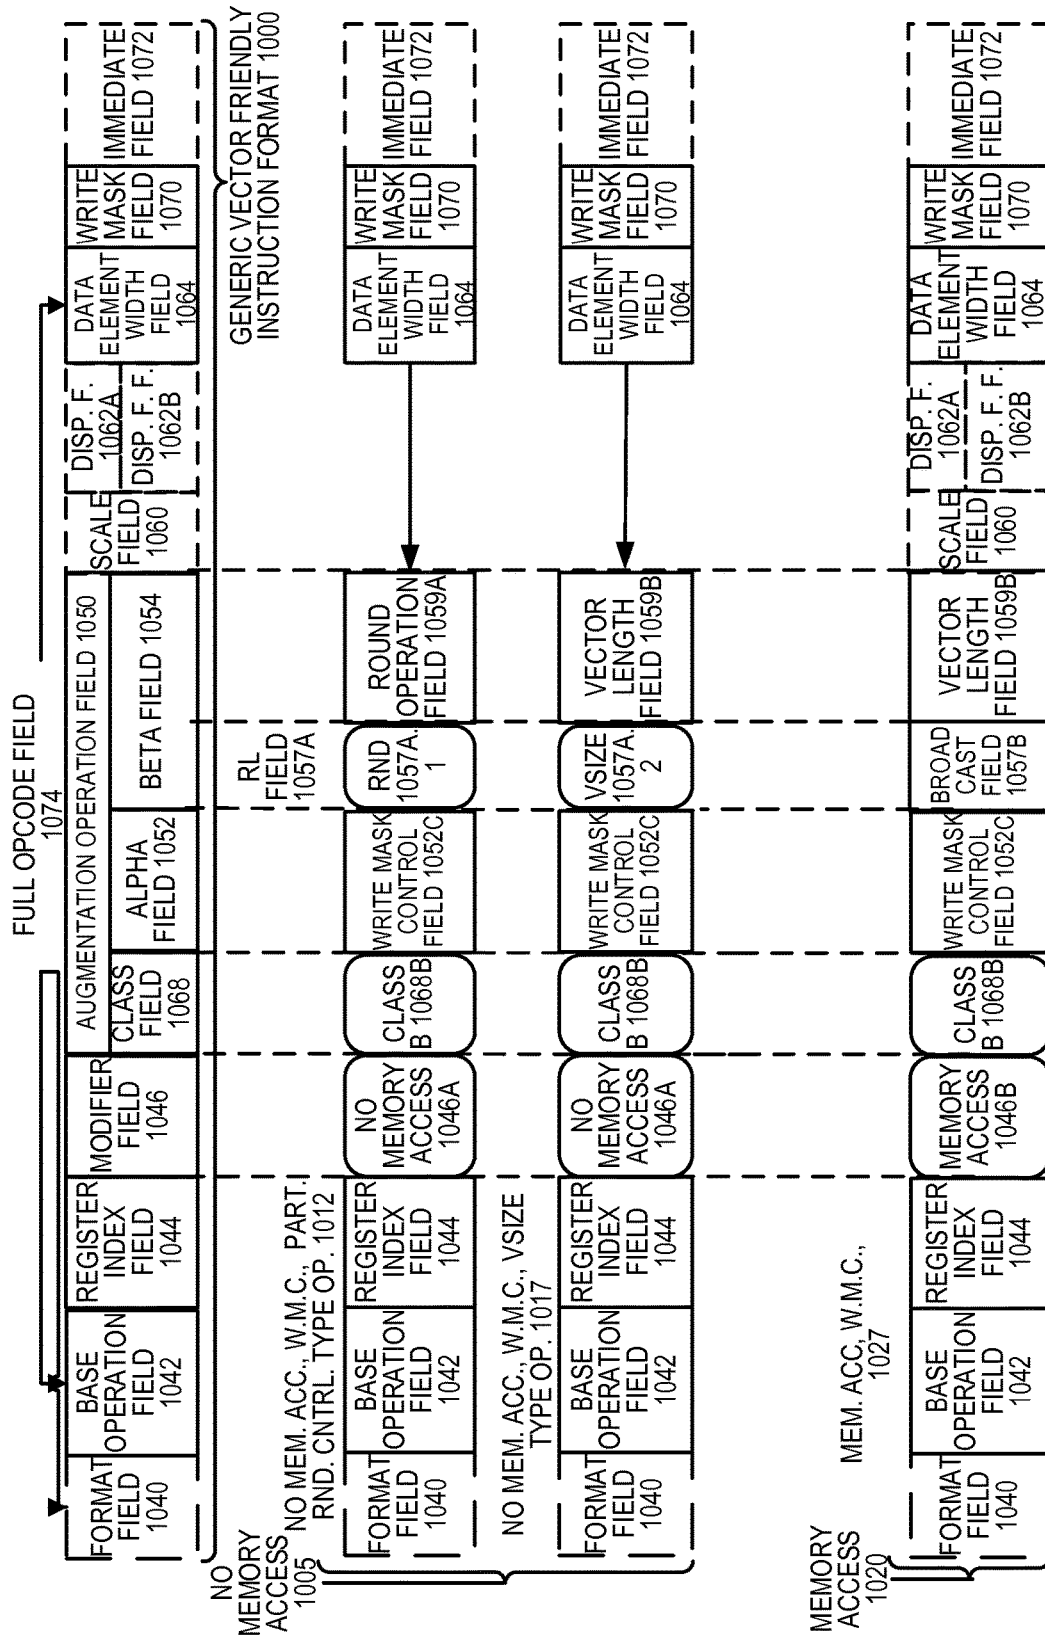 FULL OPCODE FIELD
1074
FORMAT
FIELD
1040
BASE
OPERATION
FIELD
1042
REGISTER
INDEX
FIELD
1044
MODIFIER
FIELD
1046
AUGMENTATION OPERATION FIELD 1050
CLASS
FIELD
1068
ALPHA
FIELD 1052
BETA FIELD 1054
SCALE
FIELD
1060
DISP. F.
1062A
DISP. F. F.
1062B
DATA
ELEMENT
WIDTH
FIELD
1064
WRITE
MASK
FIELD
1070
IMMEDIATE
FIELD 1072
GENERIC VECTOR FRIENDLY
INSTRUCTION FORMAT 1000
NO
MEMORY
ACCESS
1005
NO MEM. ACC., W.M.C., PART.
RND. CNTRL. TYPE OP. 1012
RL
FIELD
1057A
FORMAT
FIELD
1040
BASE
OPERATION
FIELD
1042
REGISTER
INDEX
FIELD
1044
NO
MEMORY
ACCESS
1046A
CLASS
B 1068B
WRITE MASK
CONTROL
FIELD 1052C
RND
1057A.
1
ROUND
OPERATION
FIELD 1059A
DATA
ELEMENT
WIDTH
FIELD
1064
WRITE
MASK
FIELD
1070
IMMEDIATE
FIELD 1072
NO MEM. ACC., W.M.C., VSIZE
TYPE OP. 1017
FORMAT
FIELD
1040
BASE
OPERATION
FIELD
1042
REGISTER
INDEX
FIELD
1044
NO
MEMORY
ACCESS
1046A
CLASS
B 1068B
WRITE MASK
CONTROL
FIELD 1052C
VSIZE
1057A.
2
VECTOR
LENGTH
FIELD 1059B
DATA
ELEMENT
WIDTH
FIELD
1064
WRITE
MASK
FIELD
1070
IMMEDIATE
FIELD 1072
MEMORY
ACCESS
1020
MEM. ACC, W.M.C.,
1027
FORMAT
FIELD
1040
BASE
OPERATION
FIELD
1042
REGISTER
INDEX
FIELD
1044
MEMORY
ACCESS
1046B
CLASS
B 1068B
WRITE MASK
CONTROL
FIELD 1052C
BROAD
CAST
FIELD
1057B
VECTOR
LENGTH
FIELD 1059B
SCALE
FIELD
1060
DISP. F.
1062A
DISP. F. F.
1062B
DATA
ELEMENT
WIDTH
FIELD
1064
WRITE
MASK
FIELD
1070
IMMEDIATE
FIELD 1072